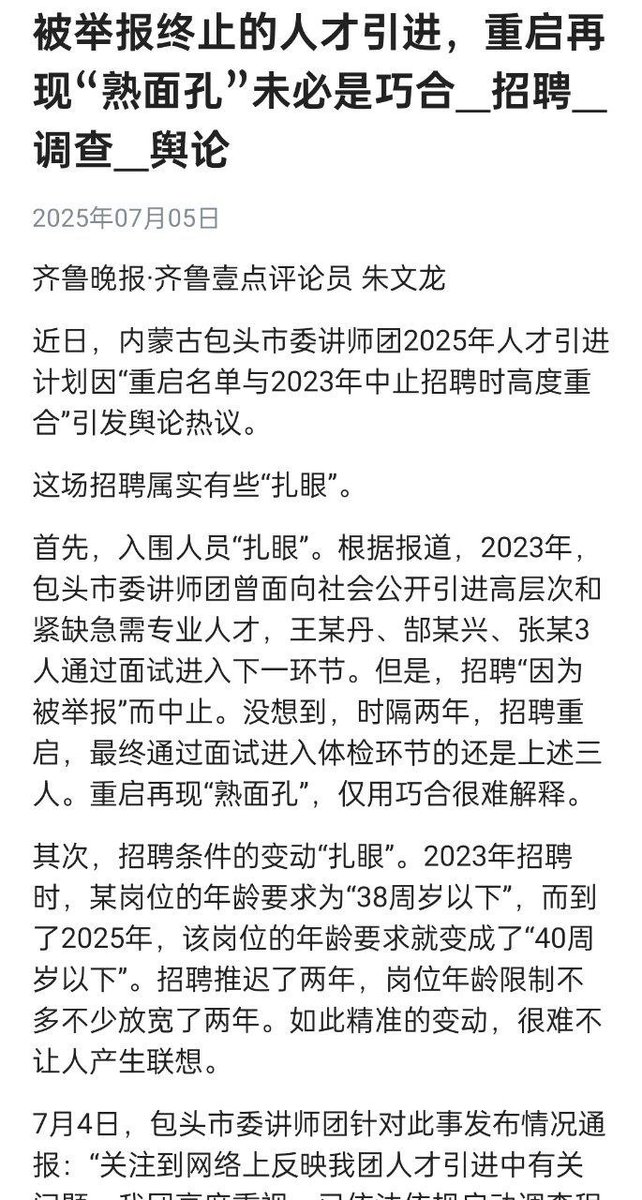 被举报终止的人才引进，重启再
现“熟面孔”未必是巧合__招聘__
调查__舆论
2025年07月05日
齐鲁晚报·齐鲁壹点评论员 朱文龙
近日，内蒙古包头市委讲师团2025年人才引进
计划因“重启名单与2023年中止招聘时高度重
合”引发舆论热议。
这场招聘属实有些“扎眼”。
首先，入围人员“扎眼”。根据报道，2023年，
包头市委讲师团曾面向社会公开引进高层次和
紧缺急需专业人才，王某丹、郜某兴、张某3
人通过面试进入下一环节。但是，招聘“因为
被举报”而中止。没想到，时隔两年，招聘重
启，最终通过面试进入体检环节的还是上述三
人。重启再现“熟面孔”，仅用巧合很难解释。
其次，招聘条件的变动“扎眼”。2023年招聘
时，某岗位的年龄要求为“38周岁以下”，而到
了2025年，该岗位的年龄要求就变成了“40周
岁以下”。招聘推迟了两年，岗位年龄限制不
多不少放宽了两年。如此精准的变动，很难不
让人产生联想。
7月4日，包头市委讲师团针对此事发布情况通
报：“关注到网络上反映我团人才引进中有关